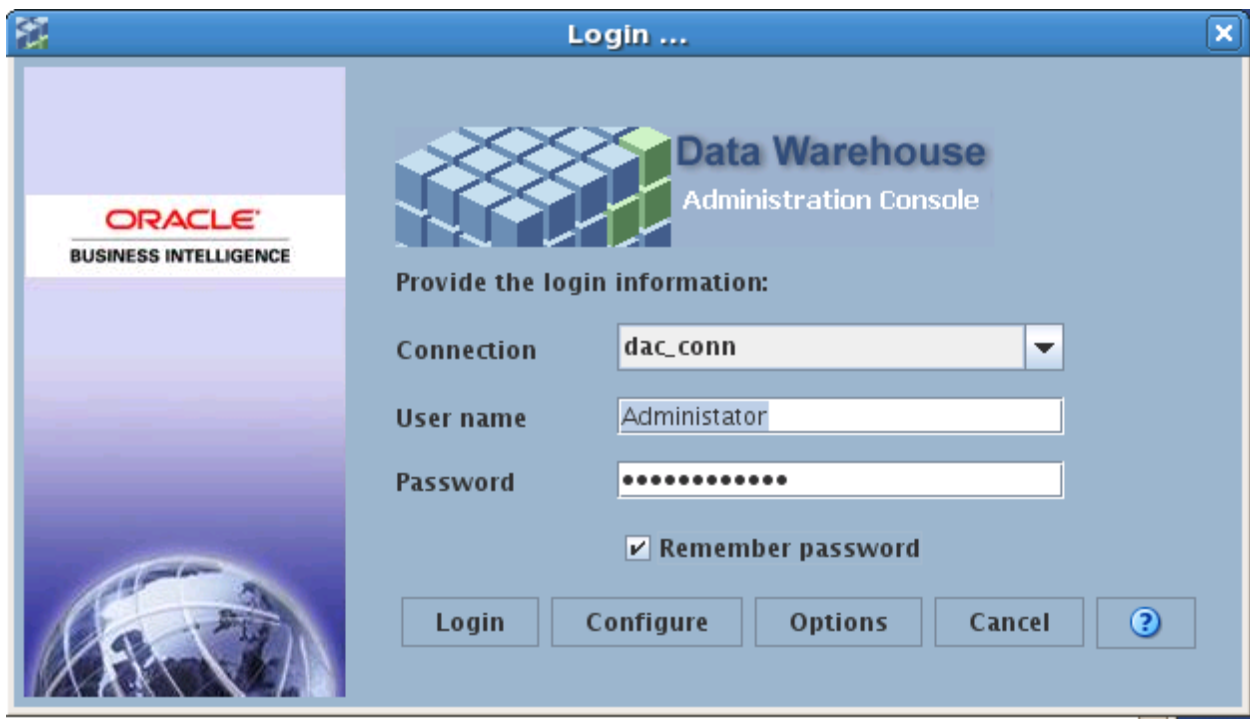 Login ...
ORACLE
BUSINESS INTELLIGENCE
Data Warehouse
Administration Console
Provide the login information:
Connection
dac_conn
User name
Administator
Password
••••••••••••
Remember password
Login
Configure
Options
Cancel
?